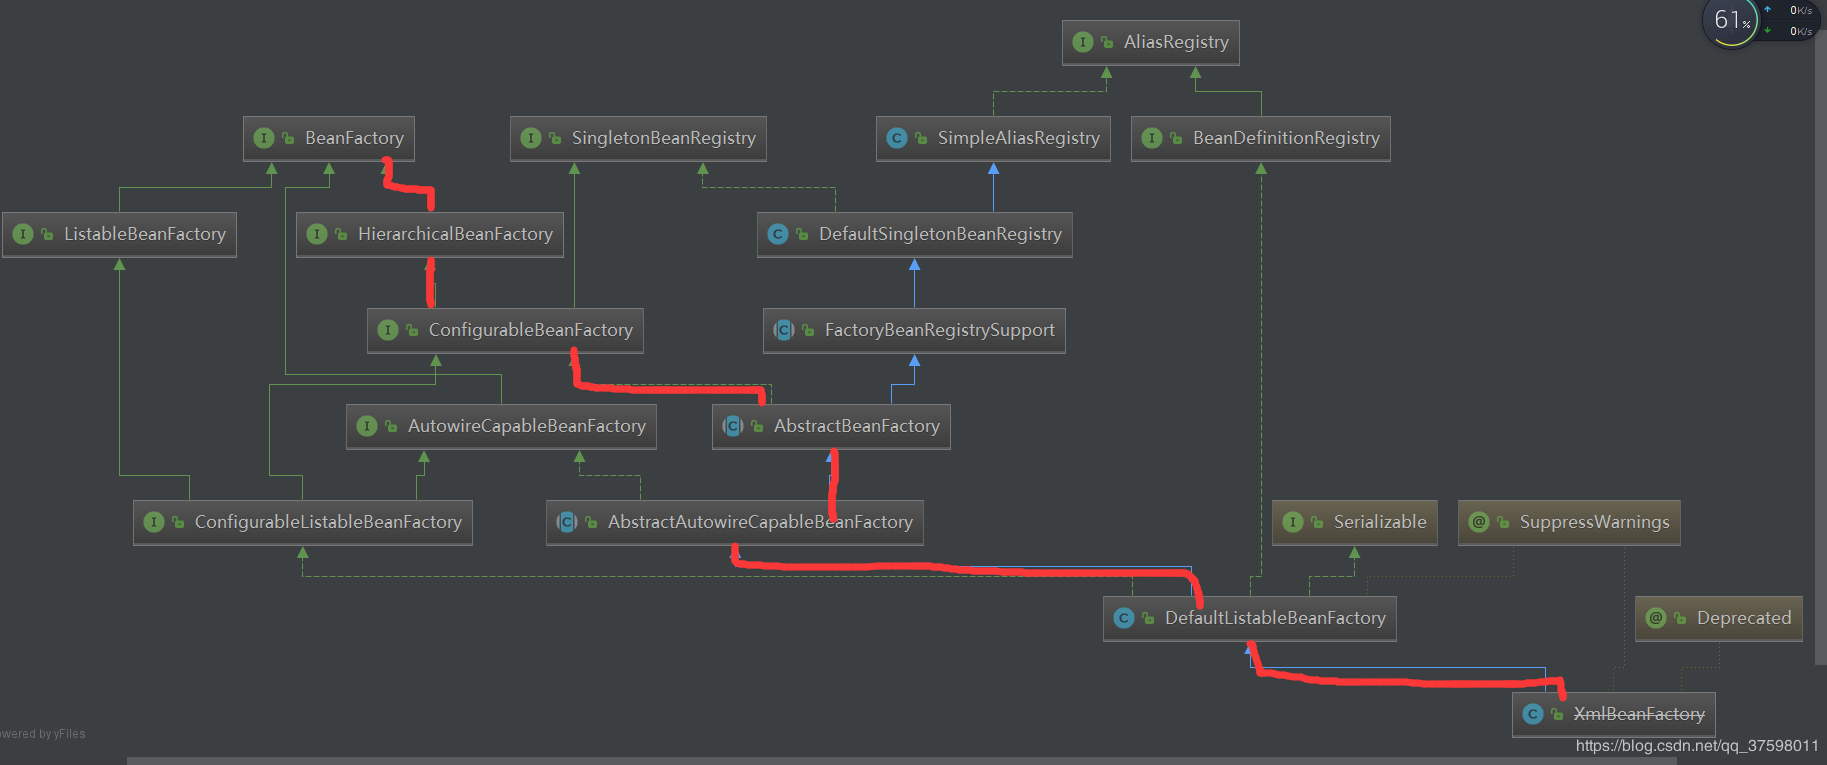 61%
0K/s
0K/s
I AliasRegistry
I BeanFactory
I SingletonBeanRegistry
C SimpleAliasRegistry
I BeanDefinitionRegistry
I ListableBeanFactory
I HierarchicalBeanFactory
C DefaultSingletonBeanRegistry
I ConfigurableBeanFactory
C FactoryBeanRegistrySupport
I AutowireCapableBeanFactory
C AbstractBeanFactory
I ConfigurableListableBeanFactory
C AbstractAutowireCapableBeanFactory
I Serializable
@ SuppressWarnings
C DefaultListableBeanFactory
@ Deprecated
C XmlBeanFactory
owered by yFiles
https://blog.csdn.net/qq_37598011